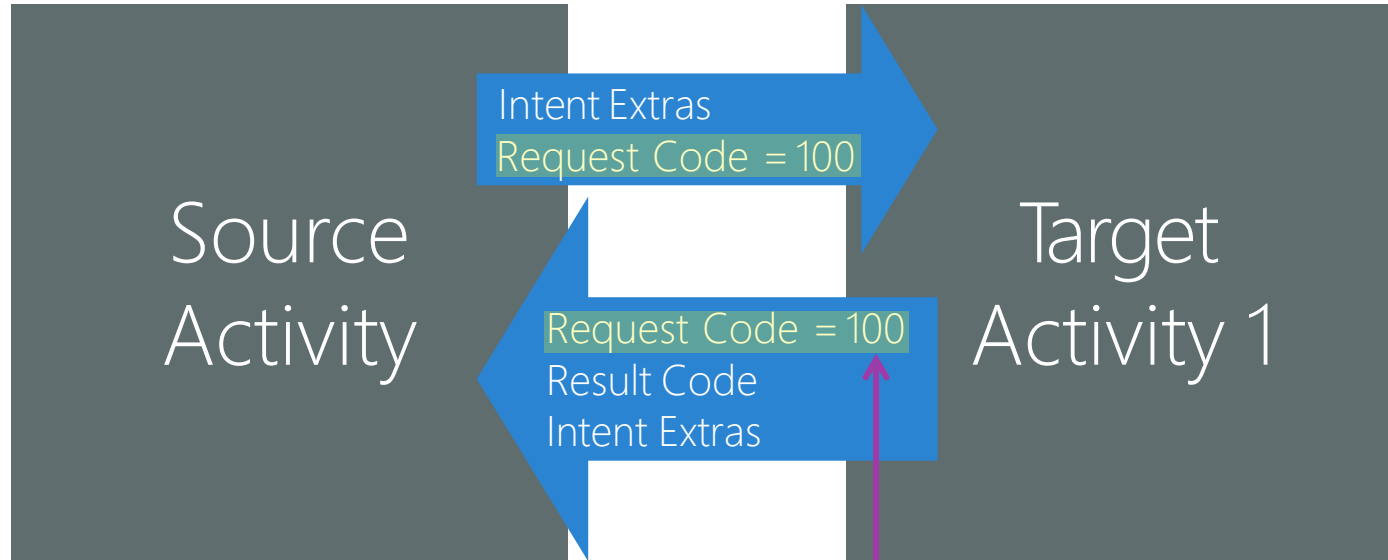 Source
Activity
Intent Extras
Request Code = 100
Request Code = 100
Result Code
Intent Extras
Target
Activity 1